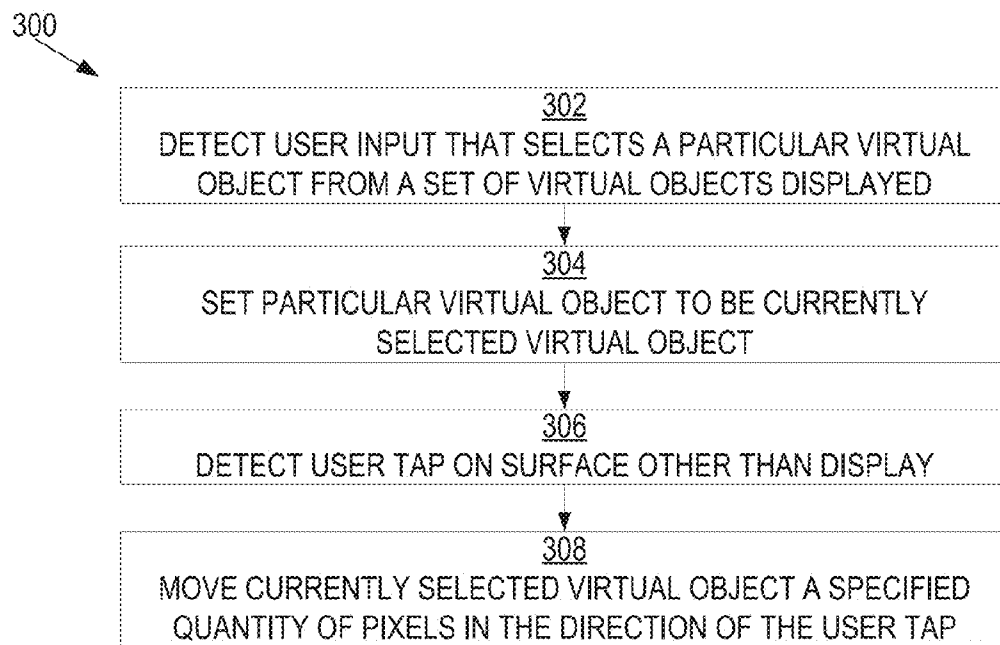 300
302
DETECT USER INPUT THAT SELECTS A PARTICULAR VIRTUAL
OBJECT FROM A SET OF VIRTUAL OBJECTS DISPLAYED
304
SET PARTICULAR VIRTUAL OBJECT TO BE CURRENTLY
SELECTED VIRTUAL OBJECT
306
DETECT USER TAP ON SURFACE OTHER THAN DISPLAY
308
MOVE CURRENTLY SELECTED VIRTUAL OBJECT A SPECIFIED
QUANTITY OF PIXELS IN THE DIRECTION OF THE USER TAP